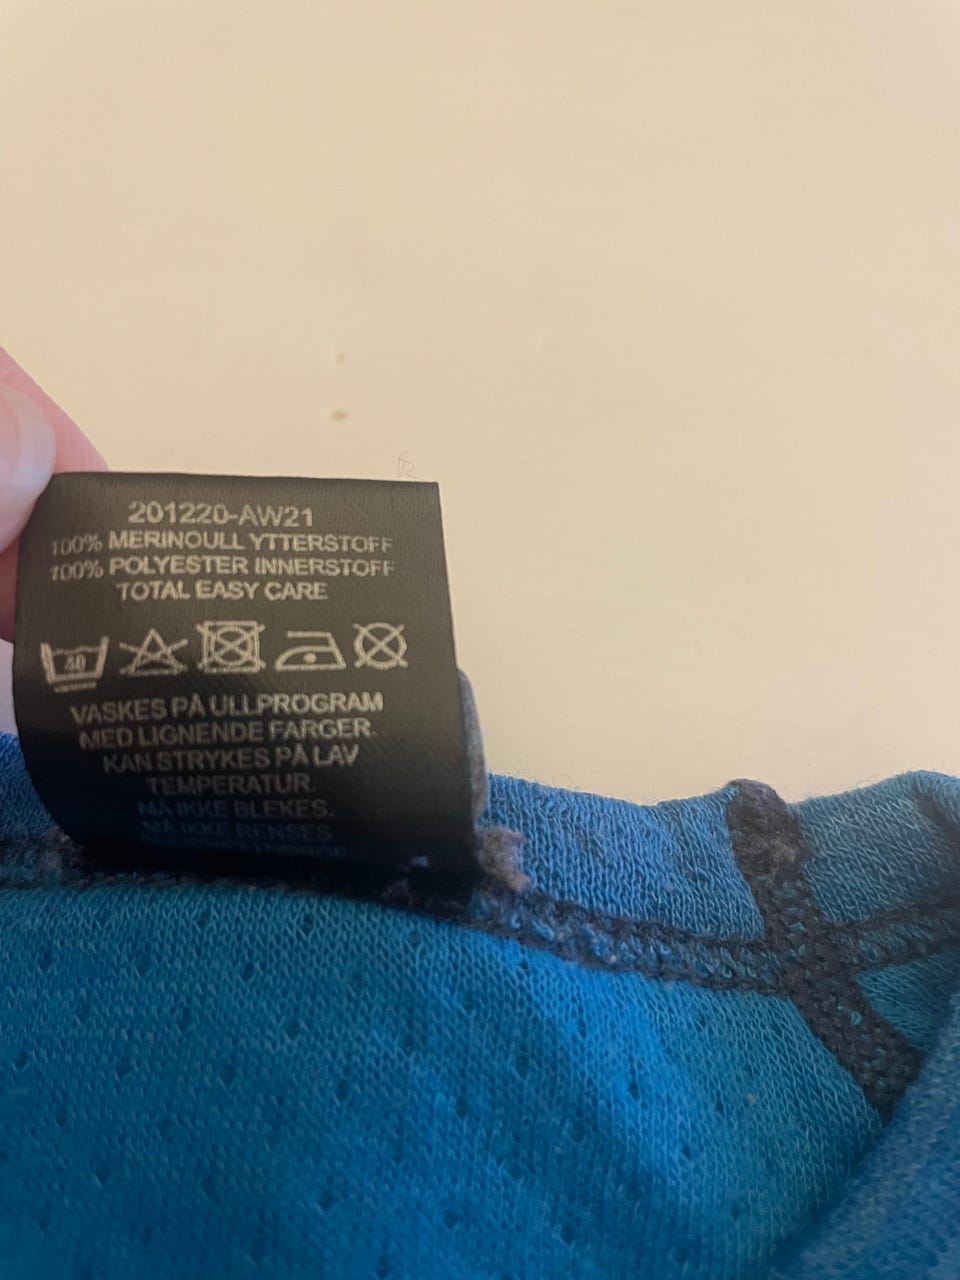 201220-AW21
100% MERINOULL YTTERSTOFF
100% POLYESTER INNERSTOFF
TOTAL EASY CARE
40
VASKES PÅ ULLPROGRAM
MED LIGNENDE FARGER.
KAN STRYKES PÅ LAV
TEMPERATUR.
MÅ IKKE BLEKES.
MÅ IKKE RENSES